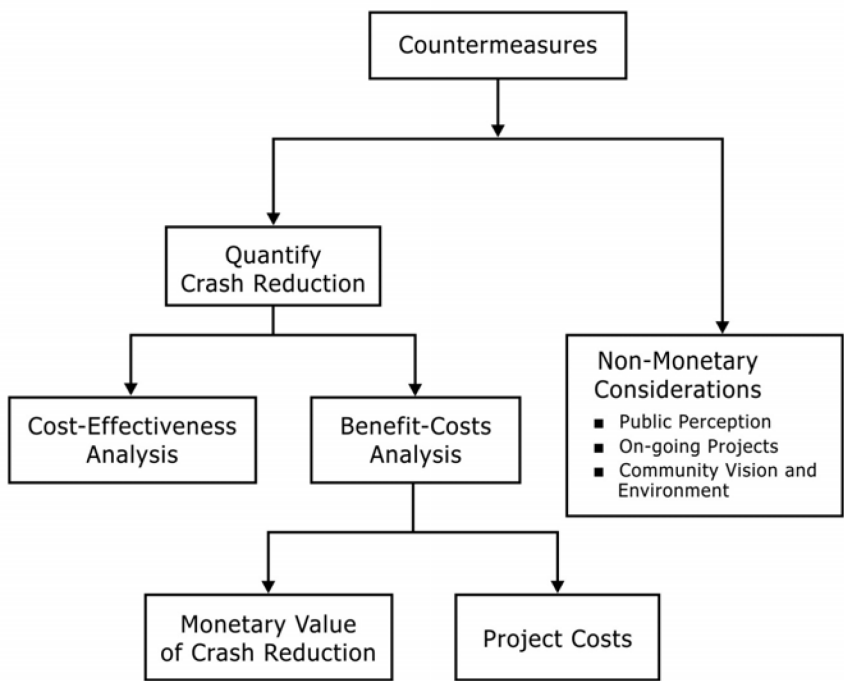 Countermeasures
Quantify
Crash Reduction
Non-Monetary
Considerations
■ Public Perception
■ On-going Projects
■ Community Vision and
Environment
Cost-Effectiveness
Analysis
Benefit-Costs
Analysis
Monetary Value
of Crash Reduction
Project Costs